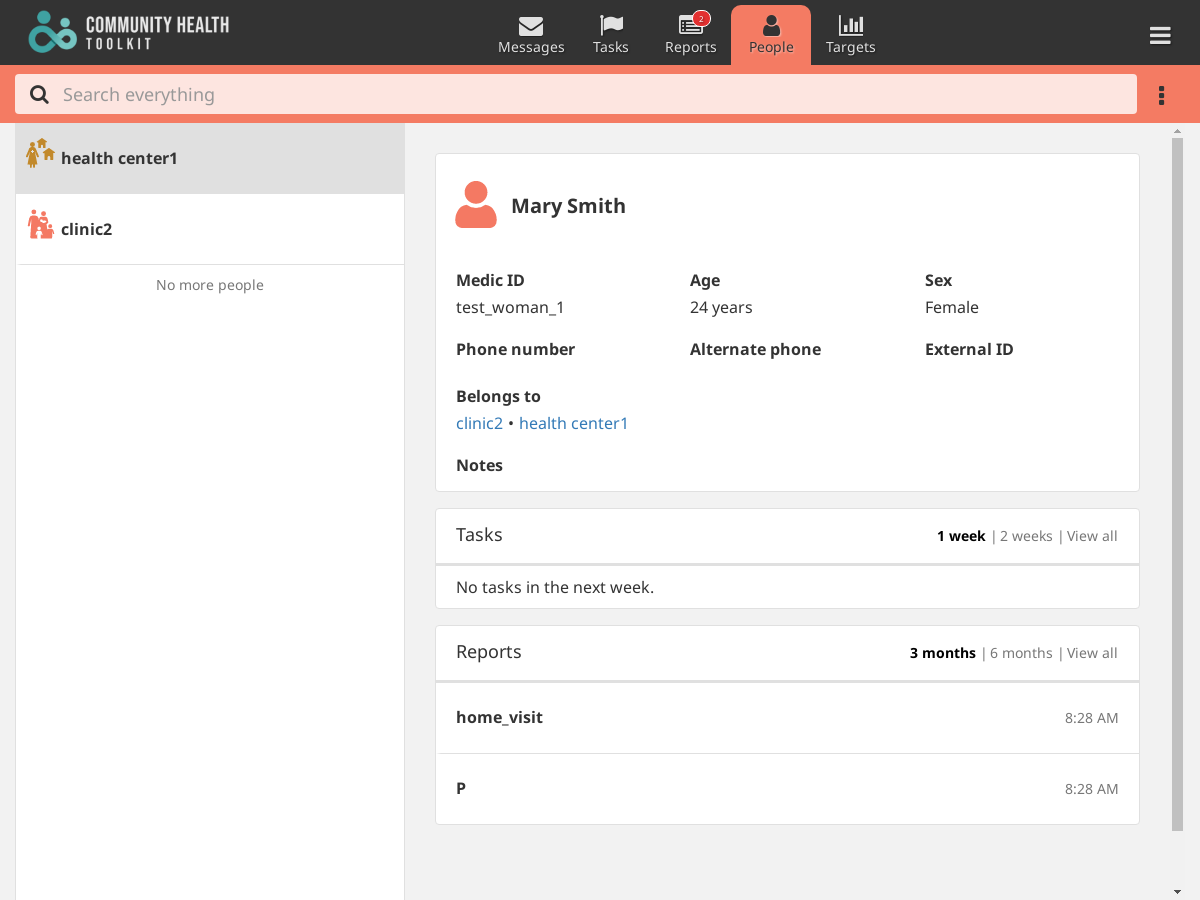 COMMUNITY HEALTH
TOOLKIT
Messages
Tasks
2
Reports
People
Targets
Search everything
health center1
clinic2
No more people
Mary Smith
Medic ID Age Sex
test_woman_1 24 years Female
Phone number Alternate phone External ID
Belongs to
clinic2 • health center1
Notes
Tasks 1 week | 2 weeks | View all
No tasks in the next week.
Reports 3 months | 6 months | View all
home_visit 8:28 AM
P 8:28 AM